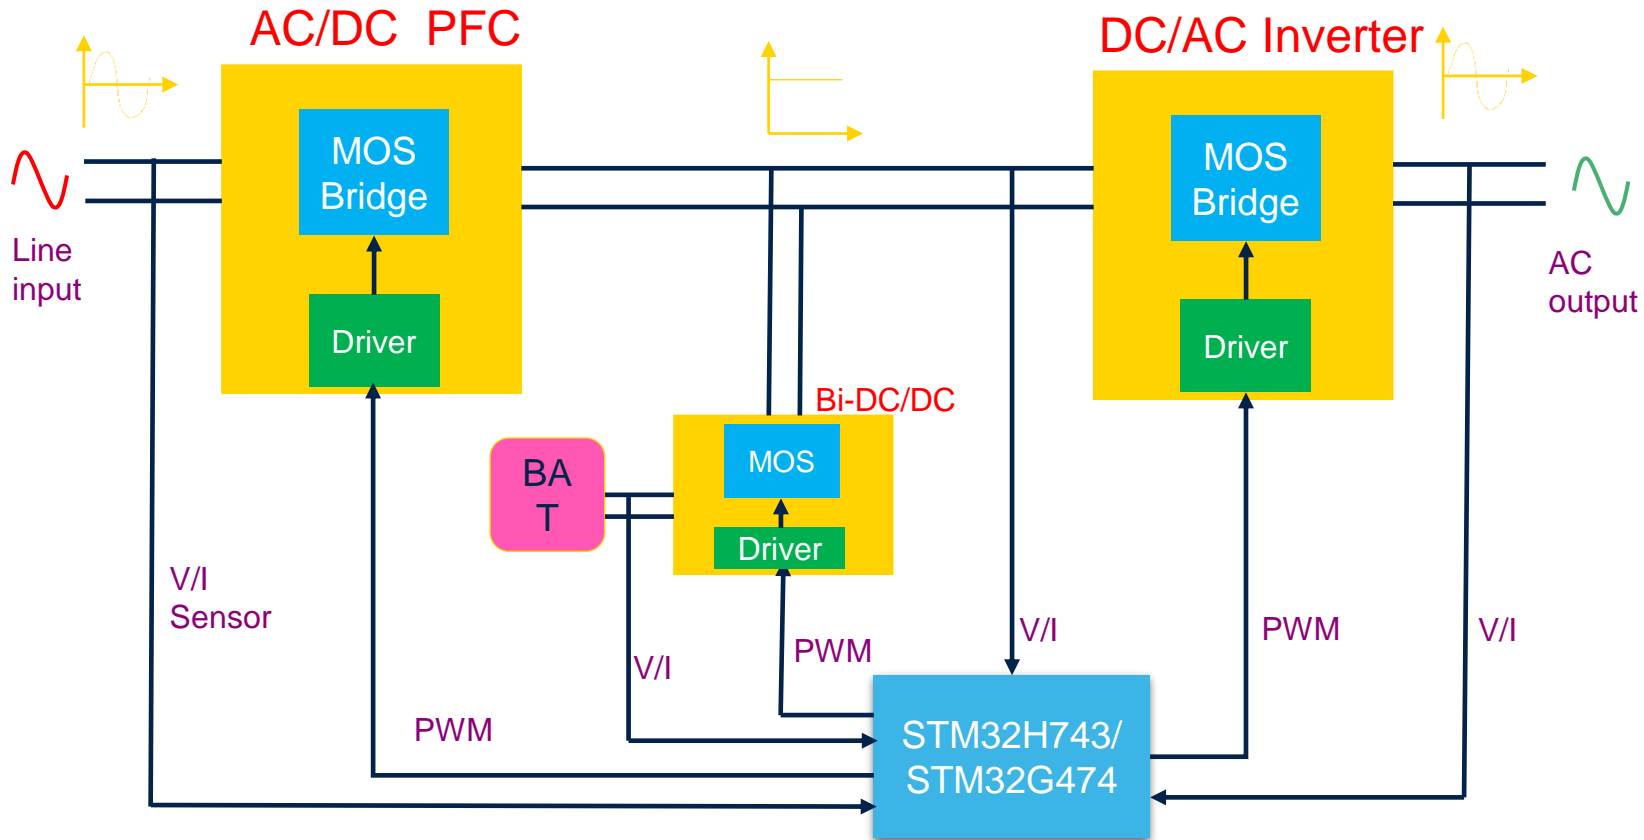 AC/DC  PFC
DC/AC Inverter
MOS
Bridge
MOS
Bridge
Line
input
AC
output
Driver
Driver
Bi-DC/DC
BA
T
MOS
Driver
V/I
Sensor
V/I
PWM
V/I
PWM
V/I
PWM
STM32H743/
STM32G474